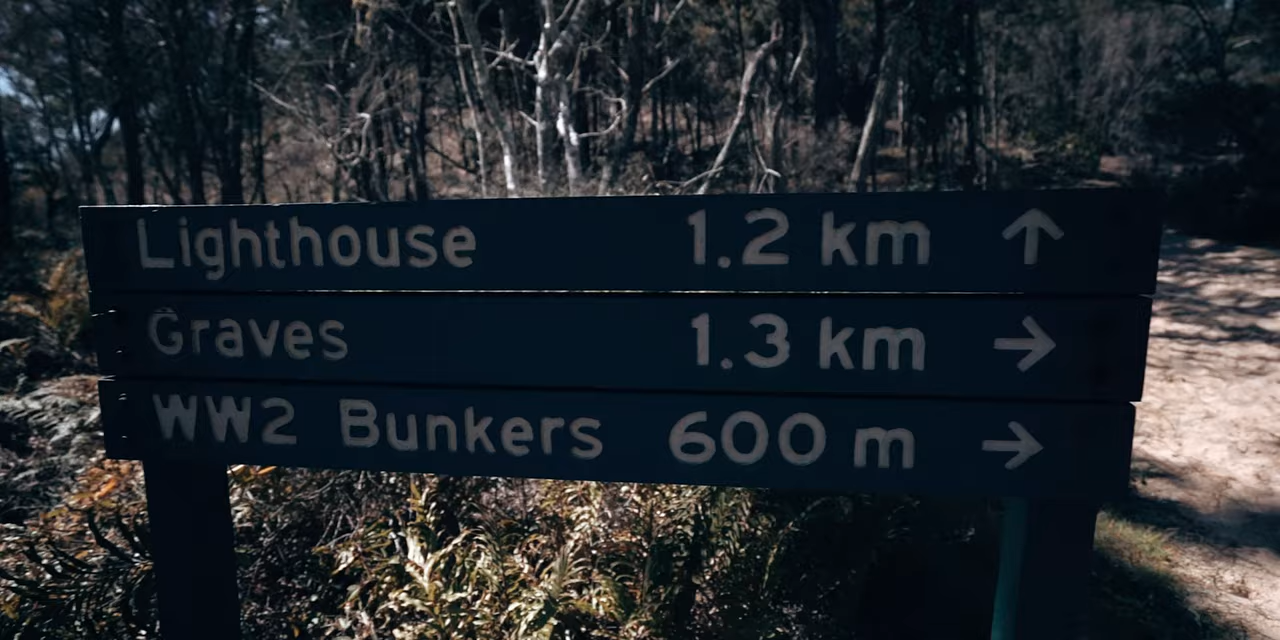 Lighthouse 1.2 km ↑
Graves 1.3 km →
WW2 Bunkers 600 m →